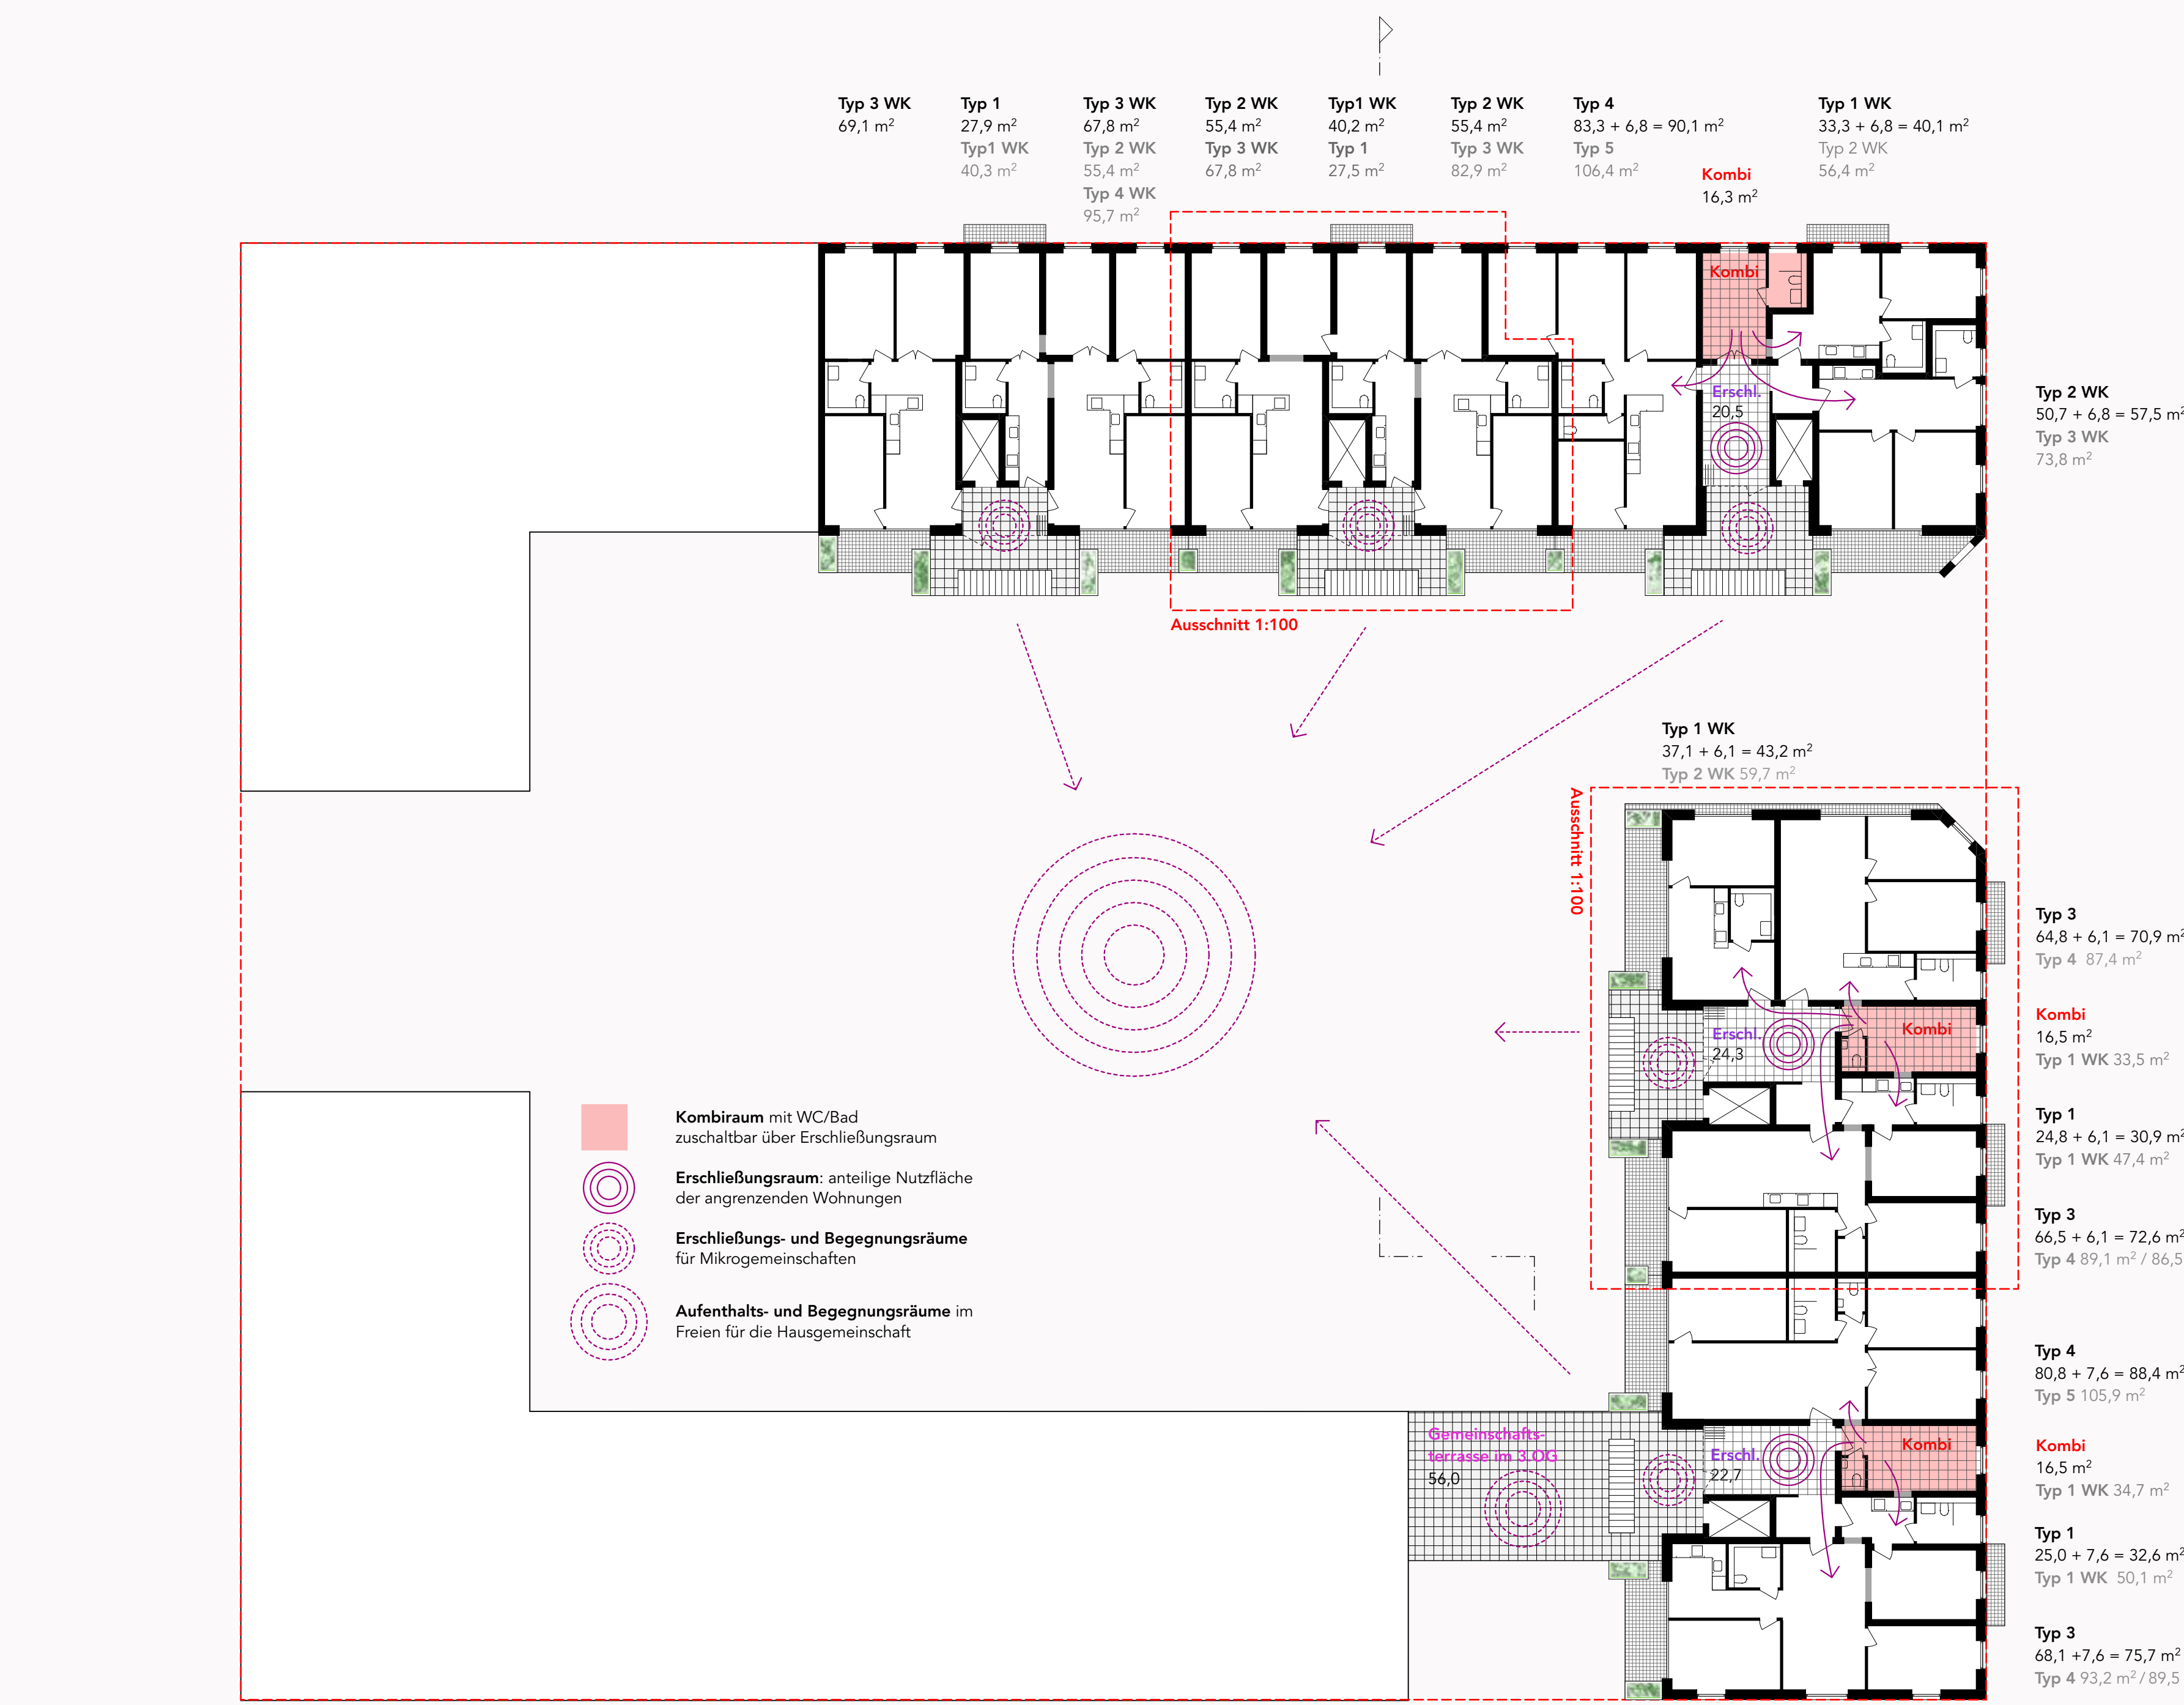 Typ 3 WK
69,1 m²
Typ 1
27,9 m²
Typ1 WK
40,3 m²
Typ 3 WK
67,8 m²
Typ 2 WK
55,4 m²
Typ 4 WK
95,7 m²
Typ 2 WK
55,4 m²
Typ 3 WK
67,8 m²
Typ1 WK
40,2 m²
Typ 1
27,5 m²
Typ 2 WK
55,4 m²
Typ 3 WK
82,9 m²
Typ 4
83,3 + 6,8 = 90,1 m²
Typ 5
106,4 m²
Kombi
16,3 m²
Typ 1 WK
33,3 + 6,8 = 40,1 m²
Typ 2 WK
56,4 m²
Kombi
Erschl.
20,5
Typ 2 WK
50,7 + 6,8 = 57,5 m²
Typ 3 WK
73,8 m²
Ausschnitt 1:100
Typ 1 WK
37,1 + 6,1 = 43,2 m²
Typ 2 WK 59,7 m²
Ausschnitt 1:100
Typ 3
64,8 + 6,1 = 70,9 m²
Typ 4 87,4 m²
Kombi
16,5 m²
Typ 1 WK 33,5 m²
Kombi
Erschl.
24,3
Typ 1
24,8 + 6,1 = 30,9 m²
Typ 1 WK 47,4 m²
Typ 3
66,5 + 6,1 = 72,6 m²
Typ 4 89,1 m² / 86,5
Kombiraum mit WC/Bad
zuschaltbar über Erschließungsraum
Erschließungsraum: anteilige Nutzfläche
der angrenzenden Wohnungen
Erschließungs- und Begegnungsräume
für Mikrogemeinschaften
Aufenthalts- und Begegnungsräume im
Freien für die Hausgemeinschaft
Typ 4
80,8 + 7,6 = 88,4 m²
Typ 5 105,9 m²
Gemeinschafts-
terrasse im 3.OG
56,0
Erschl.
22,7
Kombi
Kombi
16,5 m²
Typ 1 WK 34,7 m²
Typ 1
25,0 + 7,6 = 32,6 m²
Typ 1 WK 50,1 m²
Typ 3
68,1 +7,6 = 75,7 m²
Typ 4 93,2 m² / 89,5